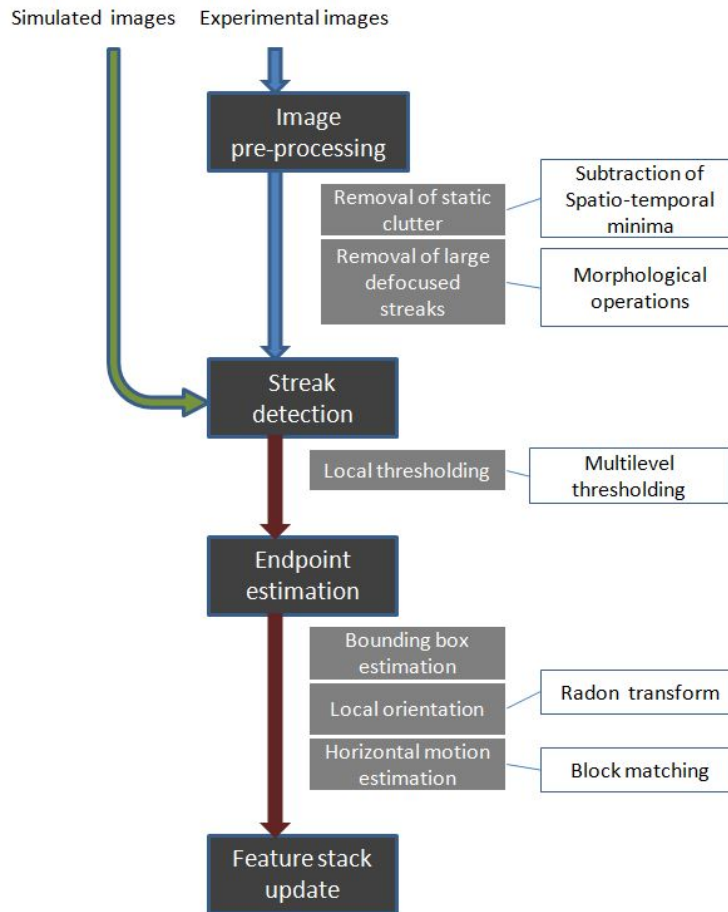 Simulated images
Experimental images
Image
pre-processing
Removal of static
clutter
Subtraction of
Spatio-temporal
minima
Removal of large
defocused
streaks
Morphological
operations
Streak
detection
Local thresholding
Multilevel
thresholding
Endpoint
estimation
Bounding box
estimation
Local orientation
Radon transform
Horizontal motion
estimation
Block matching
Feature stack
update